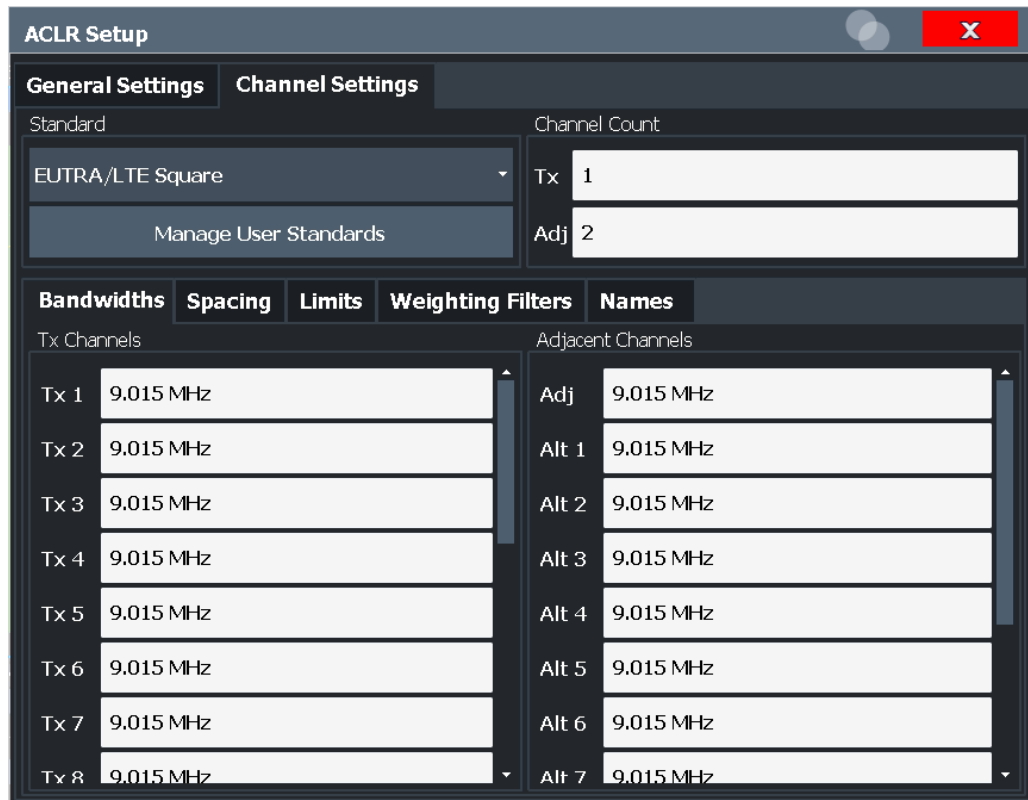 ACLR Setup
X
General Settings Channel Settings
Standard
EUTRA/LTE Square
Manage User Standards
Channel Count
Tx 1
Adj 2
Bandwidths Spacing Limits Weighting Filters Names
Tx Channels
Tx 1 9.015 MHz
Tx 2 9.015 MHz
Tx 3 9.015 MHz
Tx 4 9.015 MHz
Tx 5 9.015 MHz
Tx 6 9.015 MHz
Tx 7 9.015 MHz
Tx 8 9.015 MHz
Adjacent Channels
Adj 9.015 MHz
Alt 1 9.015 MHz
Alt 2 9.015 MHz
Alt 3 9.015 MHz
Alt 4 9.015 MHz
Alt 5 9.015 MHz
Alt 6 9.015 MHz
Alt 7 9.015 MHz